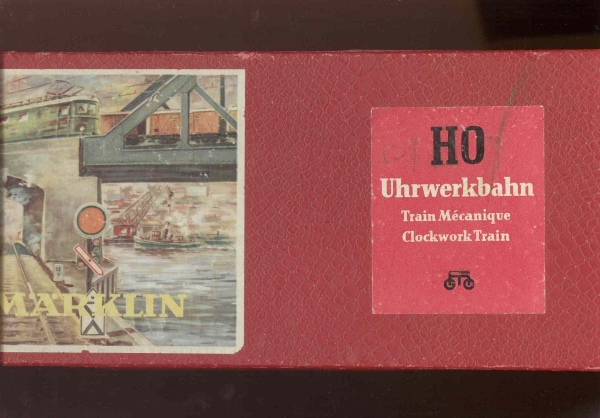 MÄRKLIN
HO
Uhrwerkbahn
Train Mécanique
Clockwork Train